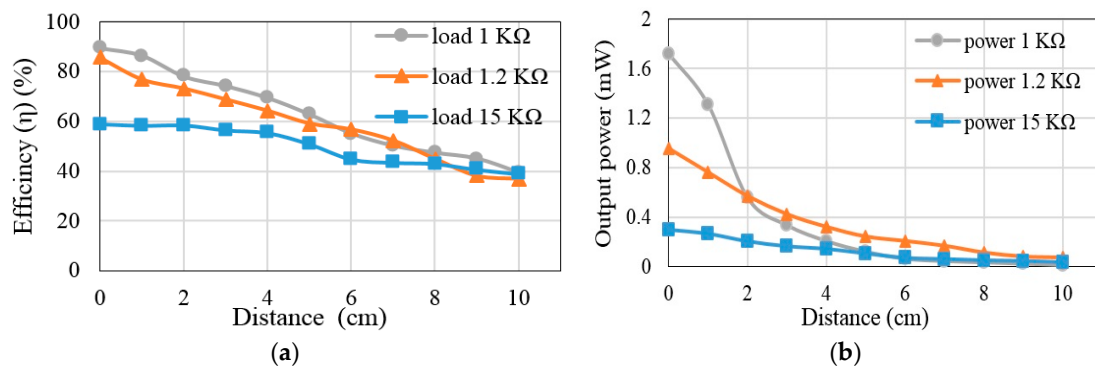 100
80
60
40
20
0
Efficiency (η) (%)
load 1 KΩ
load 1.2 KΩ
load 15 KΩ
0 2 4 6 8 10
Distance (cm)
(a)
2
1.6
1.2
0.8
0.4
0
Output power (mW)
power 1 KΩ
power 1.2 KΩ
power 15 KΩ
0 2 4 6 8 10
Distance (cm)
(b)